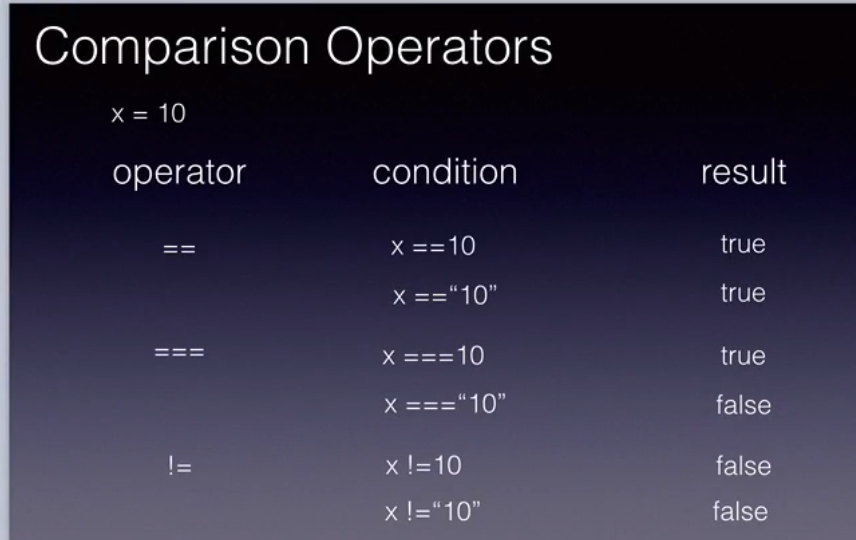 Comparison Operators
x = 10
operator condition result
== x ==10 true
x ==“10” true
=== x ===10 true
x ===“10” false
!= x !=10 false
x !=“10” false